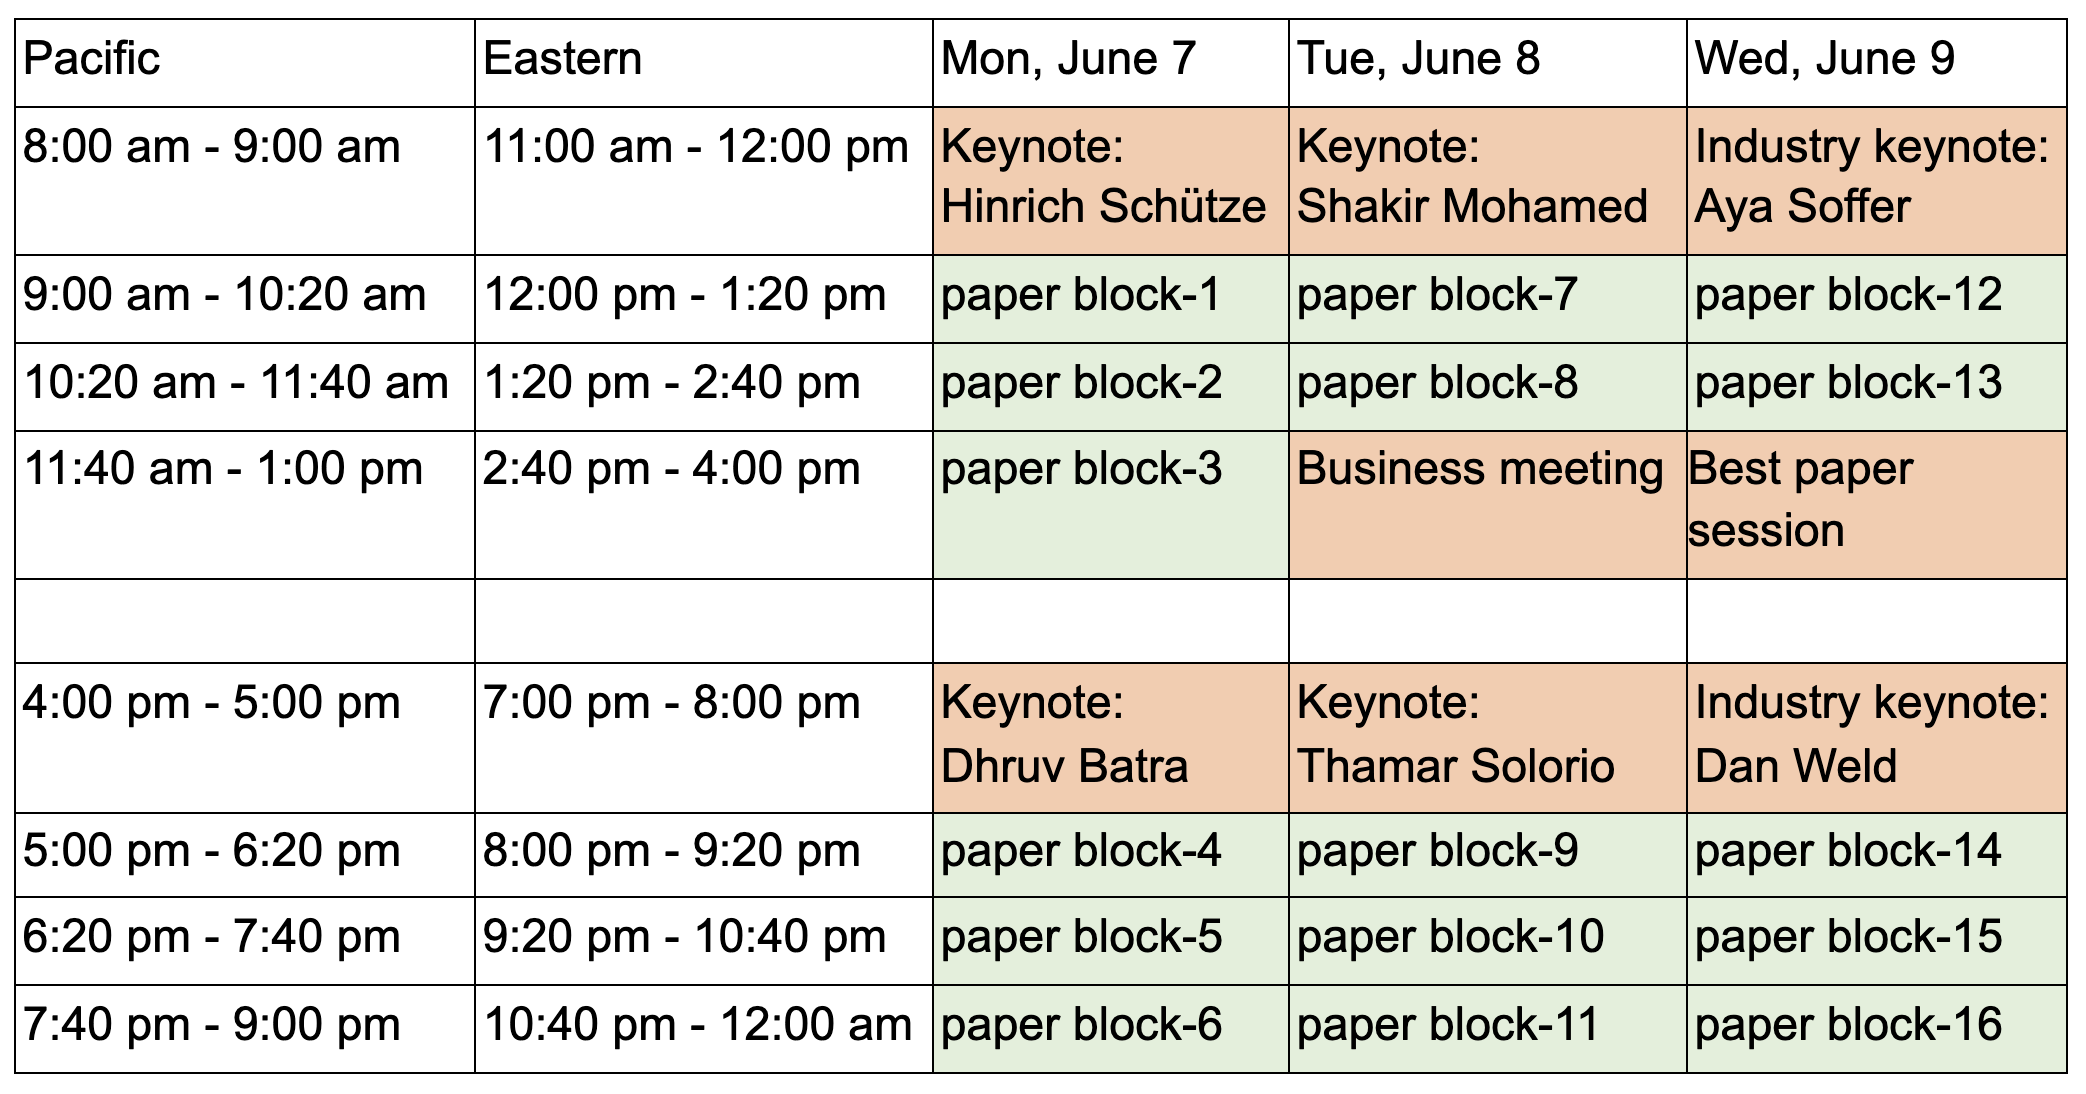 Pacific Eastern Mon, June 7 Tue, June 8 Wed, June 9
8:00 am - 9:00 am 11:00 am - 12:00 pm Keynote: Keynote: Industry keynote:
Hinrich Schütze Shakir Mohamed Aya Soffer
9:00 am - 10:20 am 12:00 pm - 1:20 pm paper block-1 paper block-7 paper block-12
10:20 am - 11:40 am 1:20 pm - 2:40 pm paper block-2 paper block-8 paper block-13
11:40 am - 1:00 pm 2:40 pm - 4:00 pm paper block-3 Business meeting Best paper
session
4:00 pm - 5:00 pm 7:00 pm - 8:00 pm Keynote: Keynote: Industry keynote:
Dhruv Batra Thamar Solorio Dan Weld
5:00 pm - 6:20 pm 8:00 pm - 9:20 pm paper block-4 paper block-9 paper block-14
6:20 pm - 7:40 pm 9:20 pm - 10:40 pm paper block-5 paper block-10 paper block-15
7:40 pm - 9:00 pm 10:40 pm - 12:00 am paper block-6 paper block-11 paper block-16